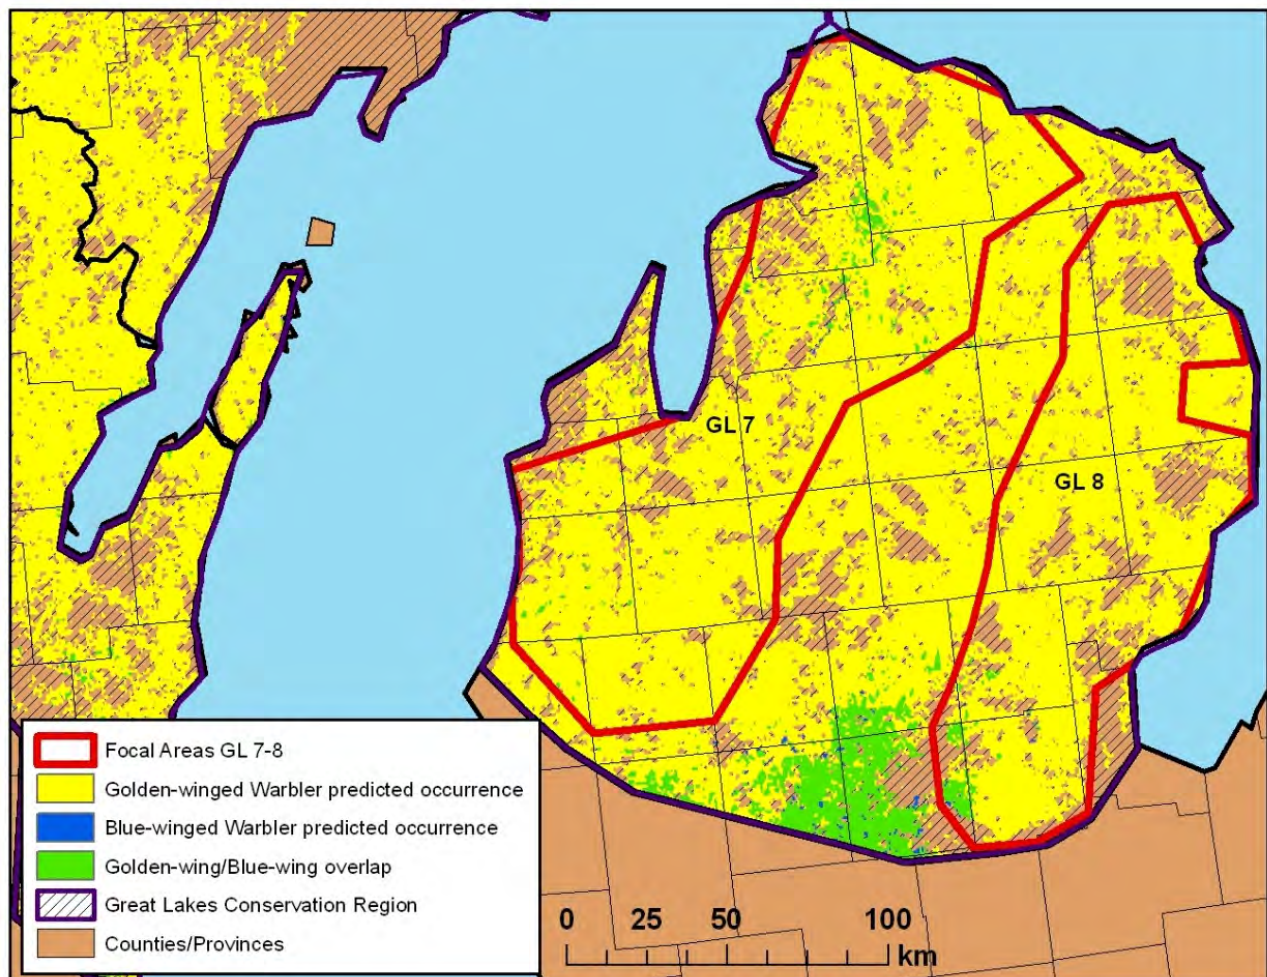 GL 7
GL 8
Focal Areas GL 7-8
Golden-winged Warbler predicted occurrence
Blue-winged Warbler predicted occurrence
Golden-wing/Blue-wing overlap
Great Lakes Conservation Region
Counties/Provinces
0 25 50 100
km